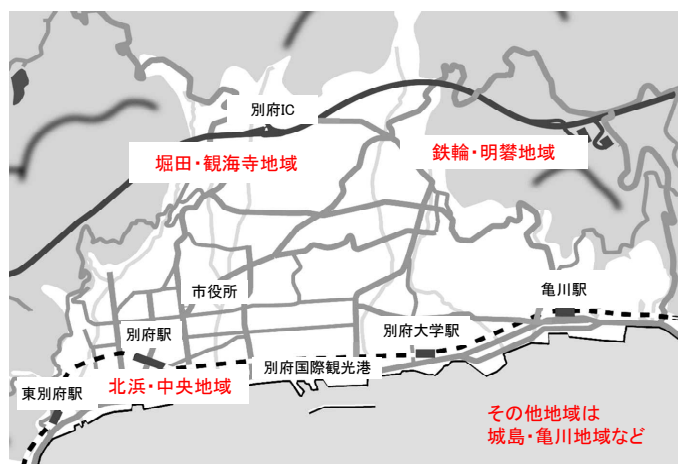 別府IC
堀田・観海寺地域
鉄輪・明礬地域
市役所
亀川駅
別府駅
別府大学駅
別府国際観光港
東別府駅
北浜・中央地域
その他地域は
城島・亀川地域など